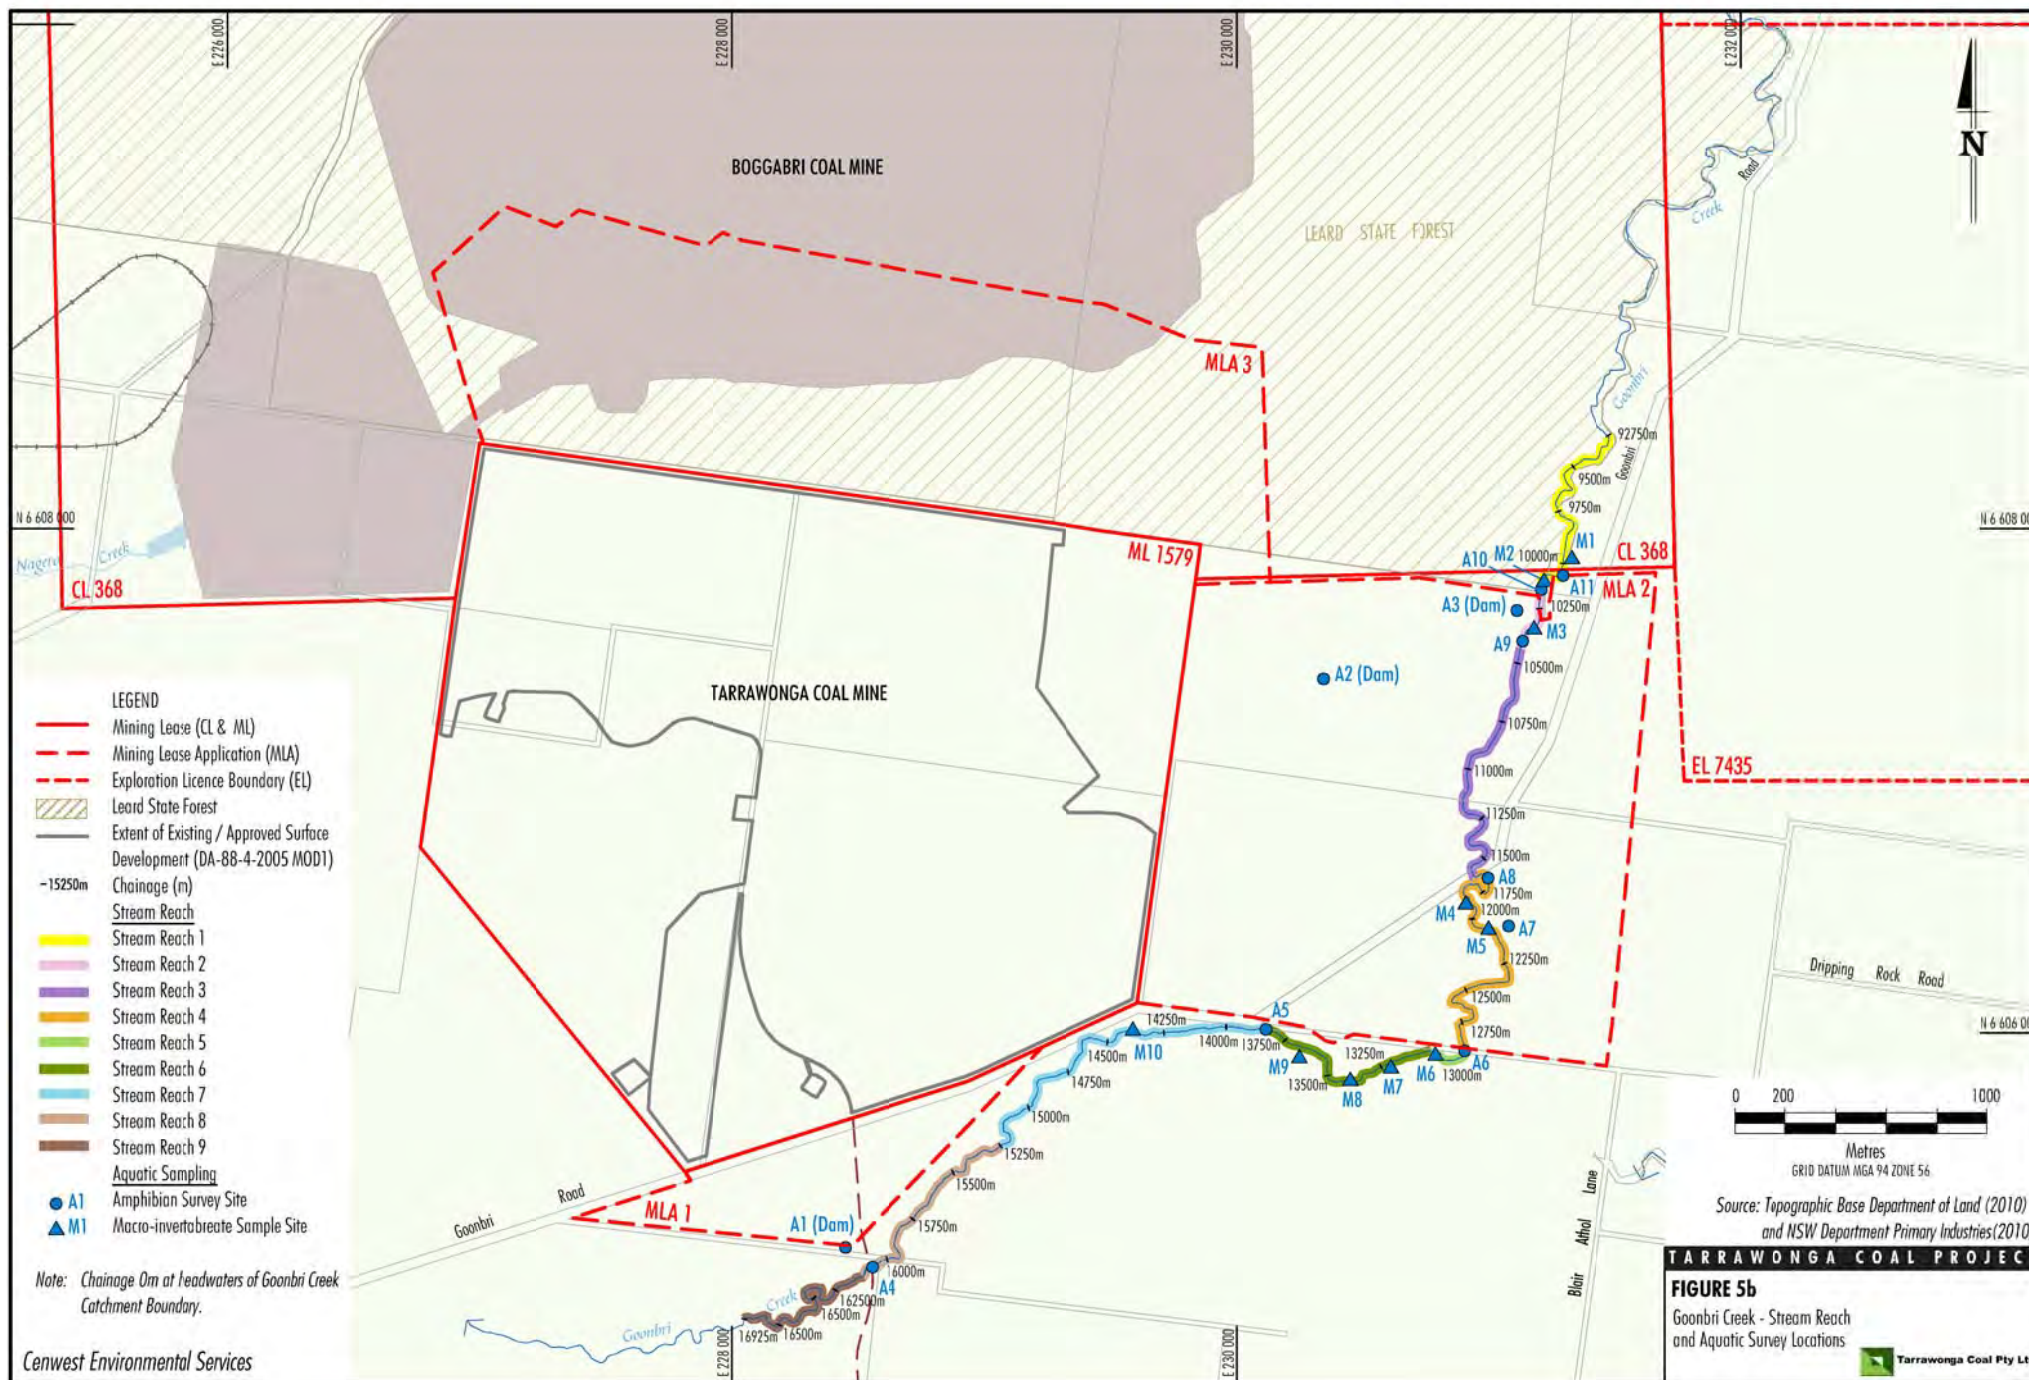 E 226 000
E 228 000
E 230 000
E 232 000
BOGGABRI COAL MINE
N
Road
Creek
LEARD STATE FOREST
MLA 3
Goonbri
92750m
Goonbri
9500m
9750m
N 6 608 000
N 6 608 00
Nagero Creek
CL 368
ML 1579
M2
10000m
M1
CL 368
A10
A11
MLA 2
A3 (Dam)
10250m
M3
A9
10500m
A2 (Dam)
TARRAWONGA COAL MINE
10750m
11000m
EL 7435
11250m
11500m
A8
11750m
M4
12000m
A7
M5
12250m
Dripping Rock Road
12500m
12750m
A5
14250m
14000m
13750m
M10
14500m
M9
13250m
M6
A6
13000m
N 6 606 00
14750m
13500m
M7
M8
15000m
15250m
15500m
15750m
Road
Goonbri
MLA 1
A1 (Dam)
16000m
A4
Creek
162500m
16500m
16500m
16925m
Goonbri
E 228 000
E 230 000
Blair Athol Lane
LEGEND
Mining Lease (CL & ML)
Mining Lease Application (MLA)
Exploration Licence Boundary (EL)
Leard State Forest
Extent of Existing / Approved Surface
Development (DA-88-4-2005 MOD1)
-15250m Chainage (m)
Stream Reach
Stream Reach 1
Stream Reach 2
Stream Reach 3
Stream Reach 4
Stream Reach 5
Stream Reach 6
Stream Reach 7
Stream Reach 8
Stream Reach 9
Aquatic Sampling
A1 Amphibian Survey Site
M1 Macro-invertabreate Sample Site
Note: Chainage 0m at headwaters of Goonbri Creek
Catchment Boundary.
Cenwest Environmental Services
0 200 1000
Metres
GRID DATUM MGA 94 ZONE 56
Source: Topographic Base Department of Land (2010)
and NSW Department Primary Industries(2010
TARRAWONGA COAL PROJEC
FIGURE 5b
Goonbri Creek - Stream Reach
and Aquatic Survey Locations
Tarrawonga Coal Pty Lt